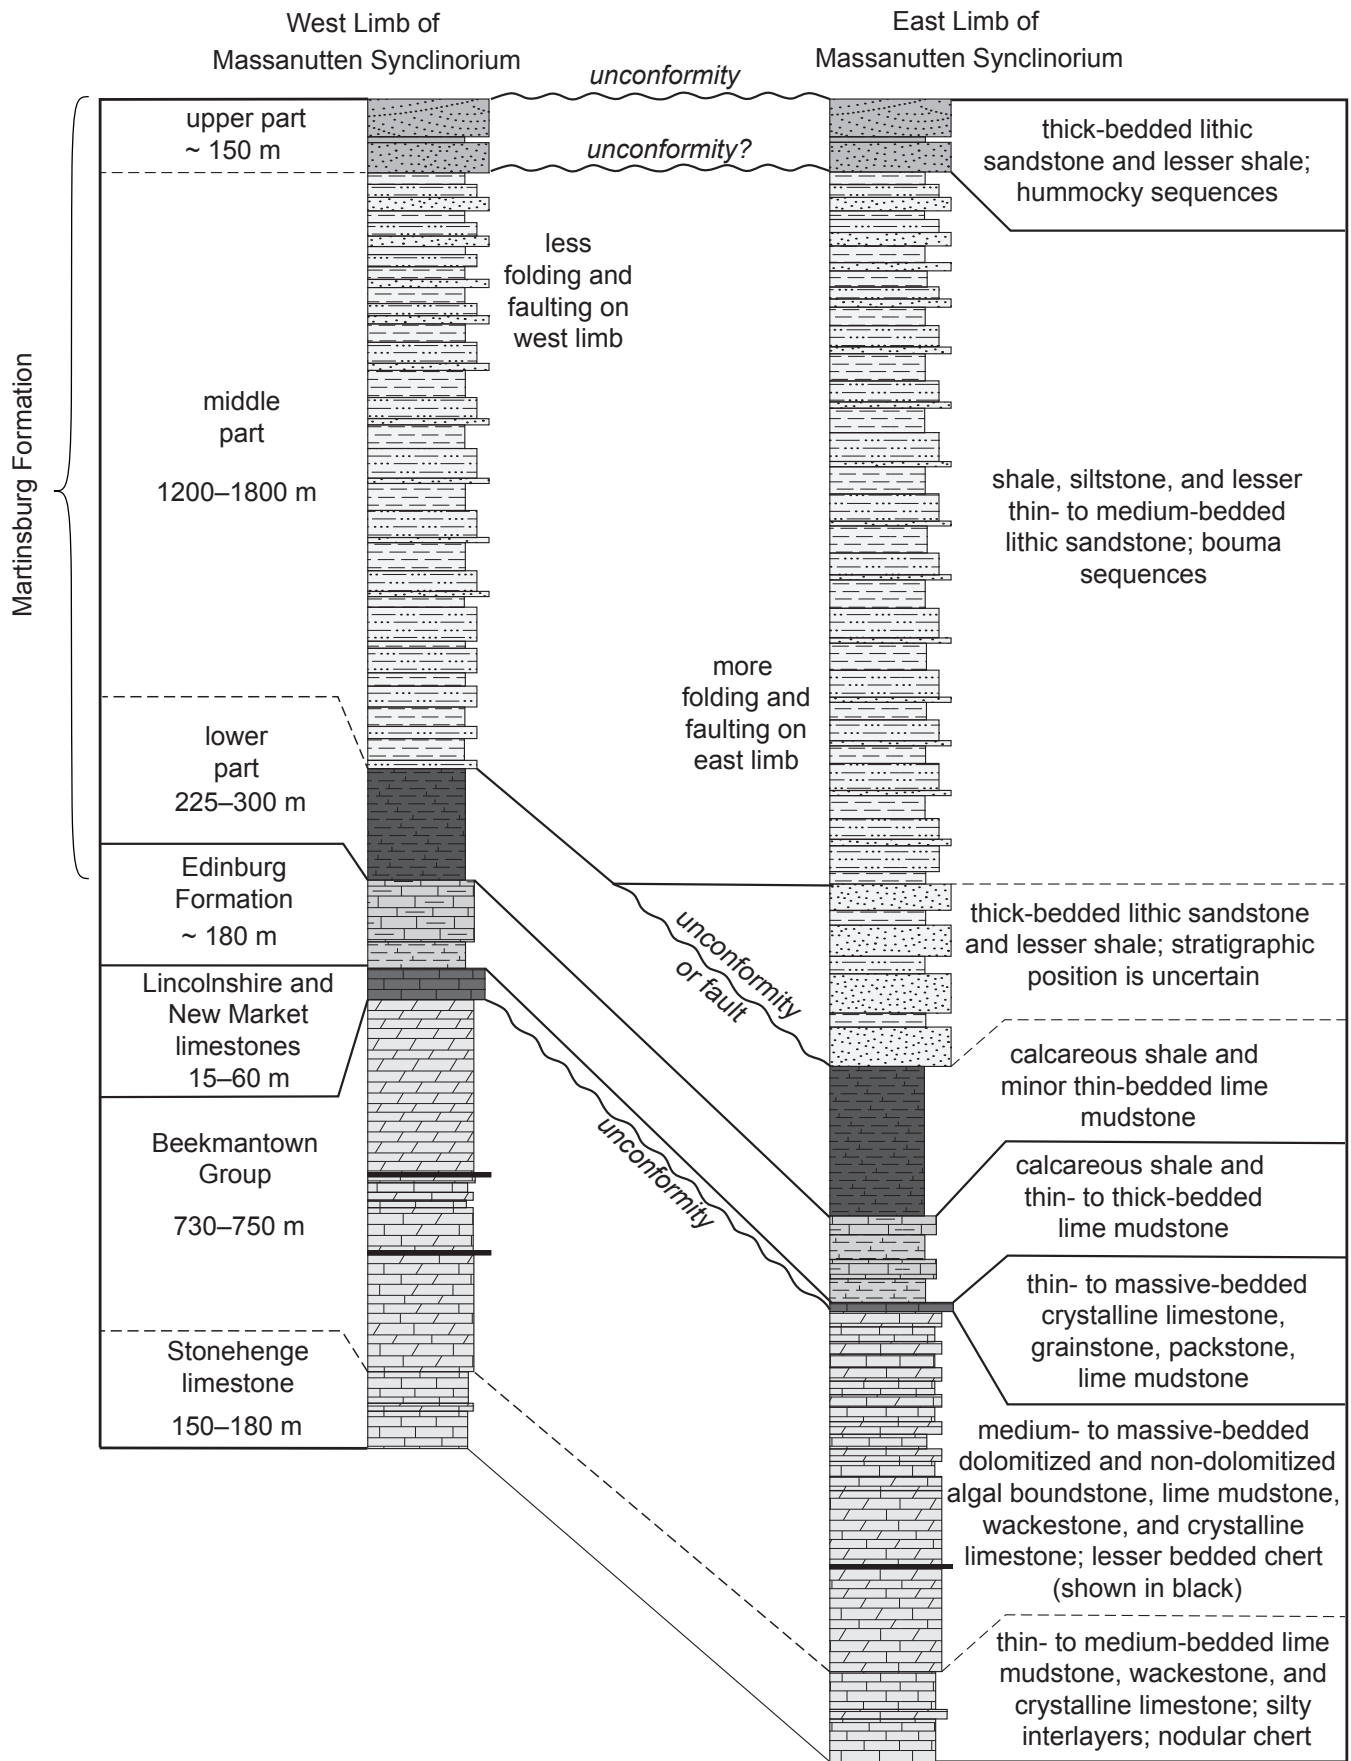 West Limb of
Massanutten Synclinorium
East Limb of
Massanutten Synclinorium
unconformity
unconformity?
Martinsburg Formation
upper part
~ 150 m
middle
part
1200–1800 m
lower
part
225–300 m
Edinburg
Formation
~ 180 m
Lincolnshire and
New Market
limestones
15–60 m
Beekmantown
Group
730–750 m
Stonehenge
limestone
150–180 m
less
folding and
faulting on
west limb
more
folding and
faulting on
east limb
unconformity
or fault
unconformity
thick-bedded lithic
sandstone and lesser shale;
hummocky sequences
shale, siltstone, and lesser
thin- to medium-bedded
lithic sandstone; bouma
sequences
thick-bedded lithic sandstone
and lesser shale; stratigraphic
position is uncertain
calcareous shale and
minor thin-bedded lime
mudstone
calcareous shale and
thin- to thick-bedded
lime mudstone
thin- to massive-bedded
crystalline limestone,
grainstone, packstone,
lime mudstone
medium- to massive-bedded
dolomitized and non-dolomitized
algal boundstone, lime mudstone,
wackestone, and crystalline
limestone; lesser bedded chert
(shown in black)
thin- to medium-bedded lime
mudstone, wackestone, and
crystalline limestone; silty
interlayers; nodular chert